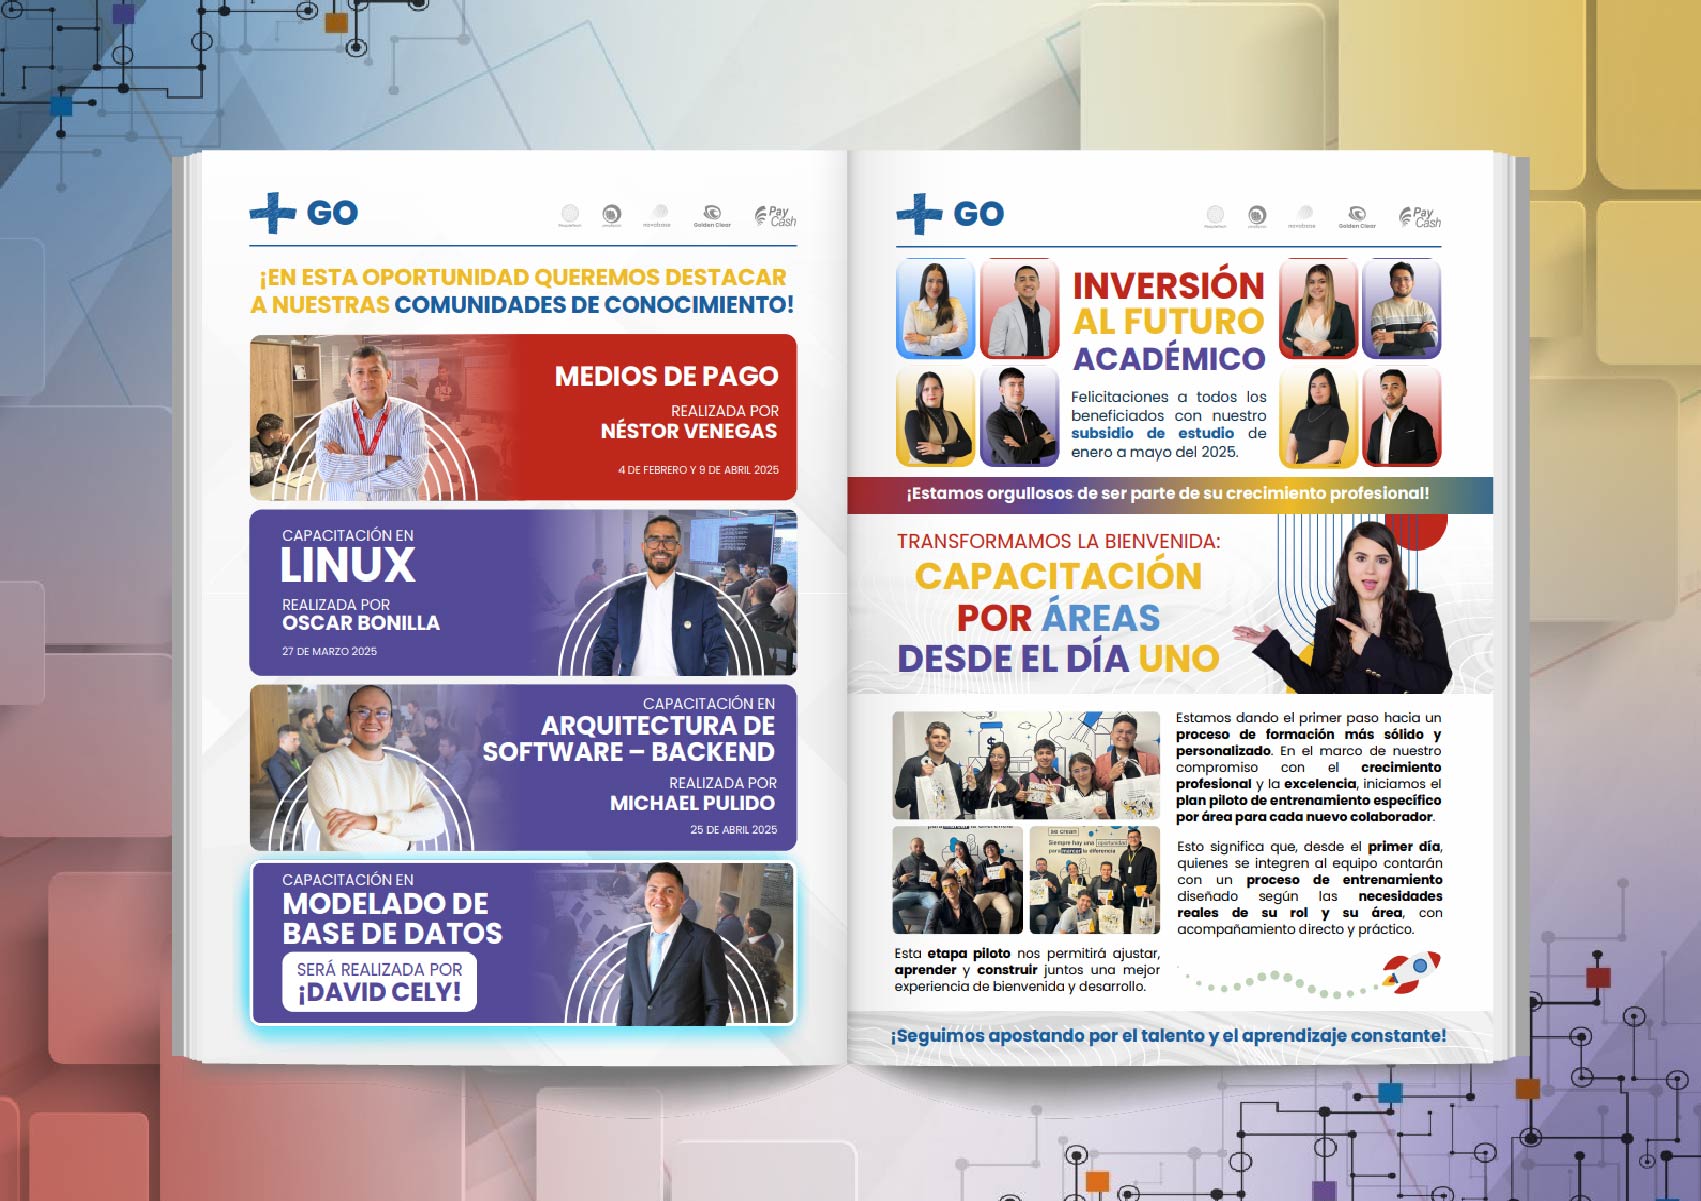 GO
novabase
Golden Clear
Pay
Cash
¡EN ESTA OPORTUNIDAD QUEREMOS DESTACAR
A NUESTRAS COMUNIDADES DE CONOCIMIENTO!
MEDIOS DE PAGO
REALIZADA POR
NÉSTOR VENEGAS
4 DE FEBRERO Y 9 DE ABRIL 2025
CAPACITACIÓN EN
LINUX
REALIZADA POR
OSCAR BONILLA
27 DE MARZO 2025
CAPACITACIÓN EN
ARQUITECTURA DE
SOFTWARE – BACKEND
REALIZADA POR
MICHAEL PULIDO
25 DE ABRIL 2025
CAPACITACIÓN EN
MODELADO DE
BASE DE DATOS
SERÁ REALIZADA POR
¡DAVID CELY!
GO
novabase
Golden Clear
Pay
Cash
INVERSIÓN
AL FUTURO
ACADÉMICO
Felicitaciones a todos los
beneficiados con nuestro
subsidio de estudio de
enero a mayo del 2025.
¡Estamos orgullosos de ser parte de su crecimiento profesional!
TRANSFORMAMOS LA BIENVENIDA:
CAPACITACIÓN
POR ÁREAS
DESDE EL DÍA UNO
Estamos dando el primer paso hacia un
proceso de formación más sólido y
personalizado. En el marco de nuestro
compromiso con el crecimiento
profesional y la excelencia, iniciamos el
plan piloto de entrenamiento específico
por área para cada nuevo colaborador.
Esto significa que, desde el primer día,
quienes se integren al equipo contarán
con un proceso de entrenamiento
diseñado según las necesidades
reales de su rol y su área, con
acompañamiento directo y práctico.
Siempre hay una oportunidad
para marcar la diferencia
Esta etapa piloto nos permitirá ajustar,
aprender y construir juntos una mejor
experiencia de bienvenida y desarrollo.
¡Seguimos apostando por el talento y el aprendizaje constante!